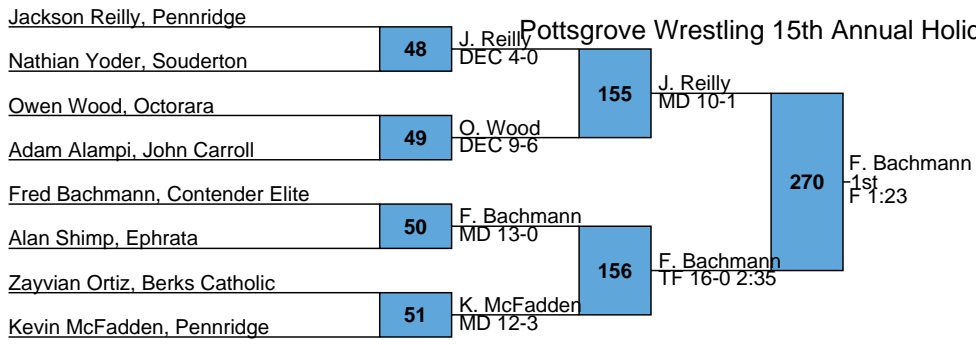 Pottsgrove Wrestling 15th Annual Holid
Jackson Reilly, Pennridge
48
J. Reilly
DEC 4-0
Nathian Yoder, Souderton
155
J. Reilly
MD 10-1
Owen Wood, Octorara
49
O. Wood
DEC 9-6
Adam Alampi, John Carroll
270
F. Bachmann
1st
F 1:23
Fred Bachmann, Contender Elite
50
F. Bachmann
MD 13-0
Alan Shimp, Ephrata
156
F. Bachmann
TF 16-0 2:35
Zayvian Ortiz, Berks Catholic
51
K. McFadden
MD 12-3
Kevin McFadden, Pennridge